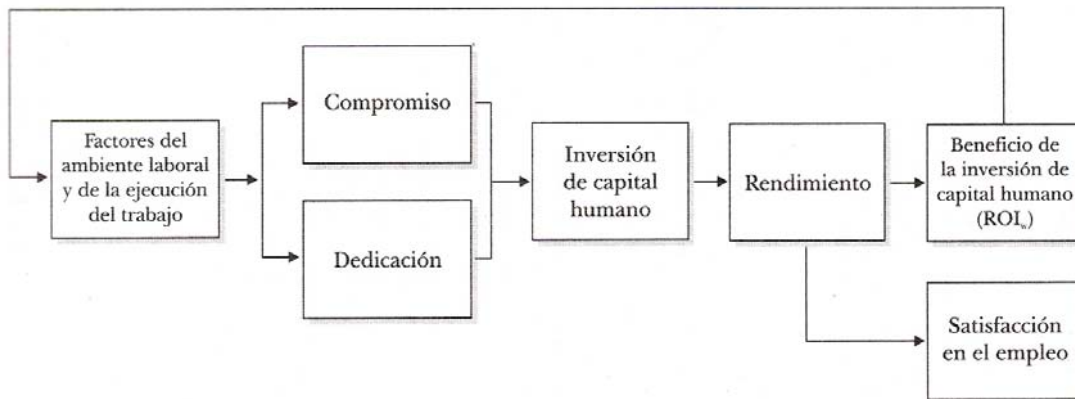 Factores del
ambiente laboral
y de la ejecución
del trabajo
Compromiso
Dedicación
Inversión
de capital
humano
Rendimiento
Beneficio de
la inversión de
capital humano
(ROIw)
Satisfacción
en el empleo